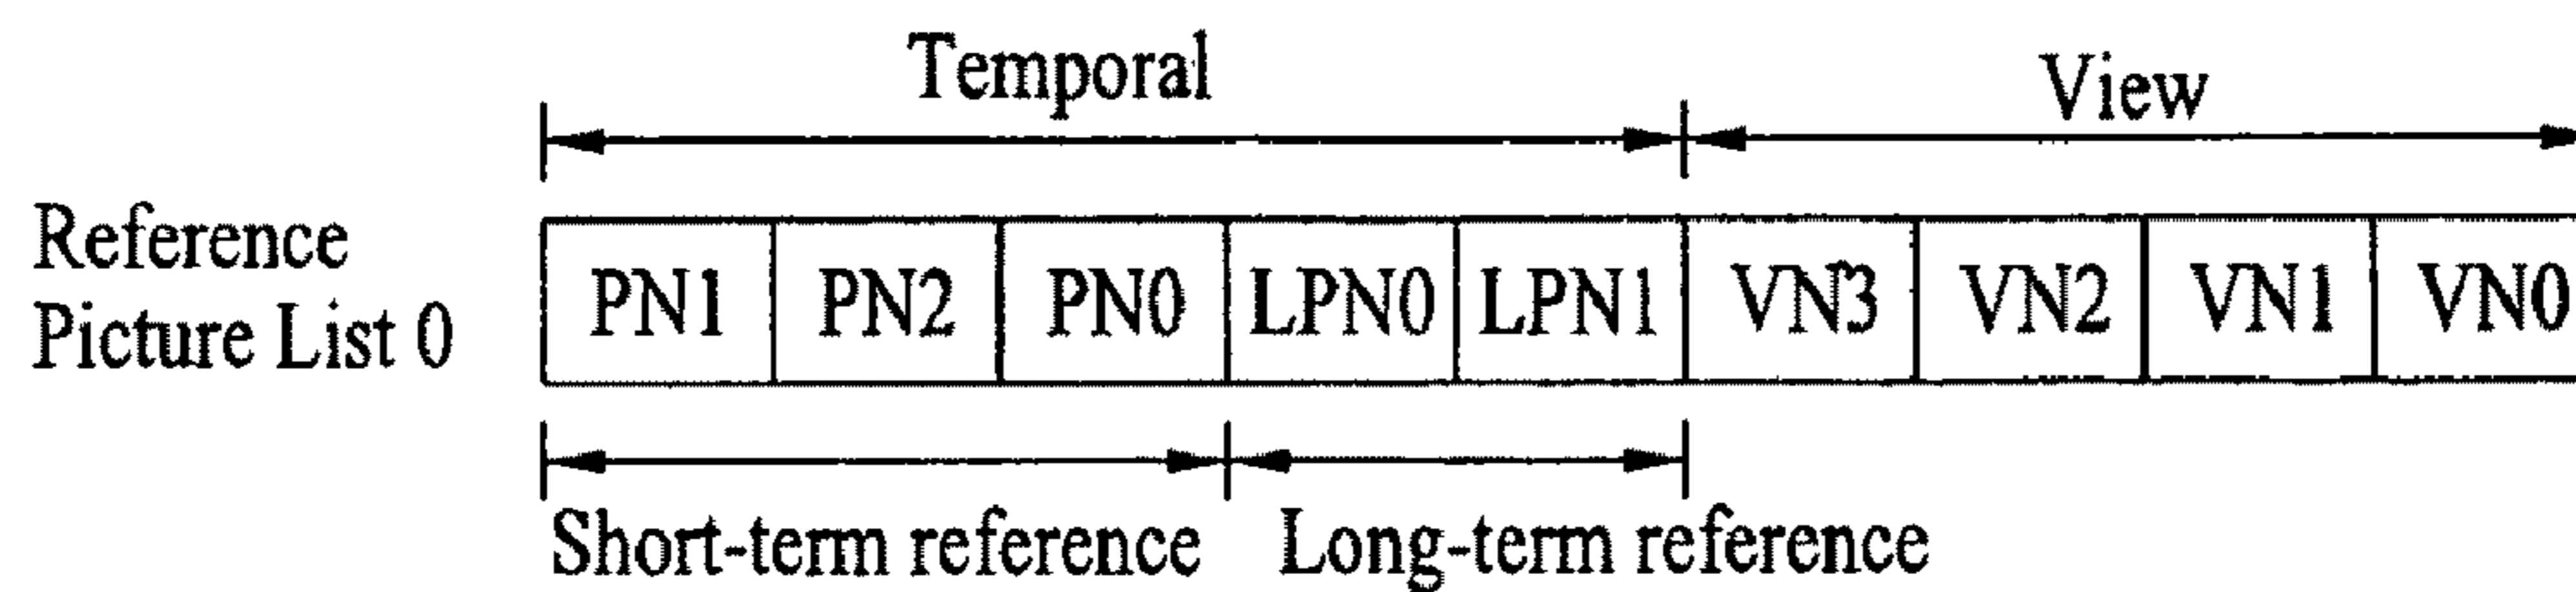 Temporal View
Reference
Picture List 0
PN1 PN2 PN0 LPN0 LPN1 VN3 VN2 VN1 VN0
Short-term reference Long-term reference